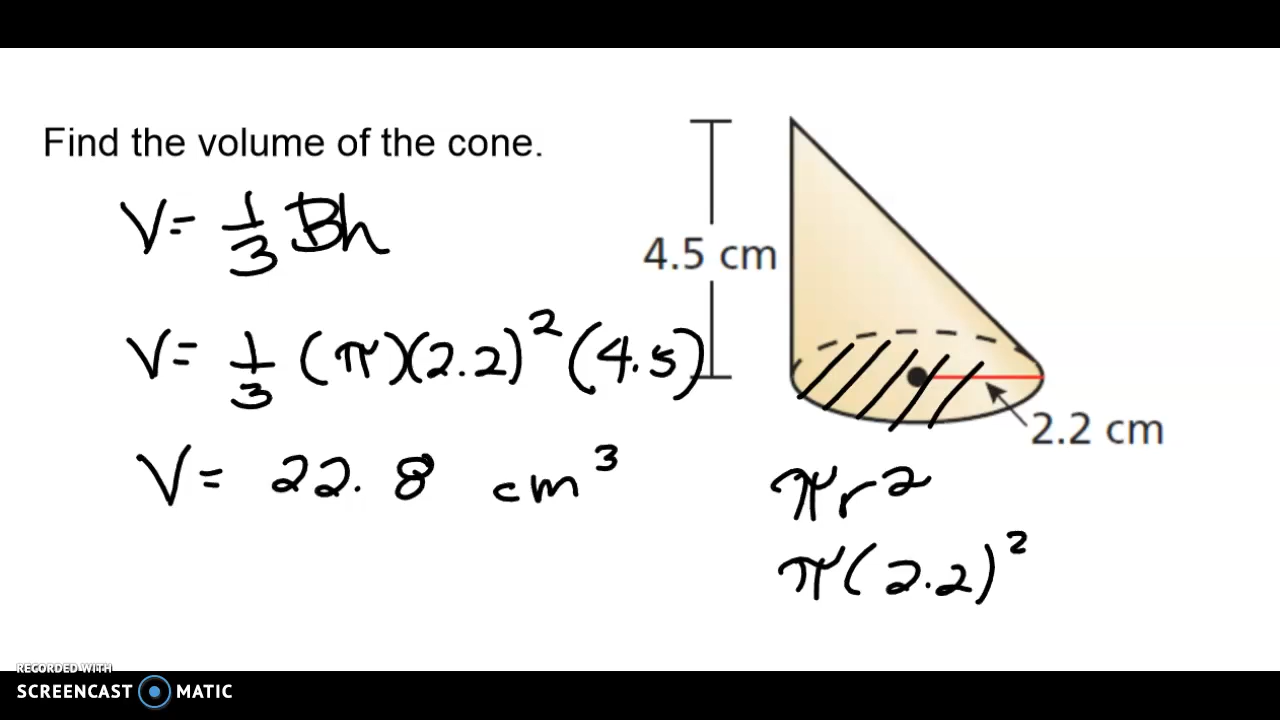 Find the volume of the cone.
V = 1/3 Bh
4.5 cm
V = 1/3 (π)(2.2)² (4.5)
2.2 cm
V = 22.8 cm³
πr²
π(2.2)²
RECORDED WITH
SCREENCAST MATIC